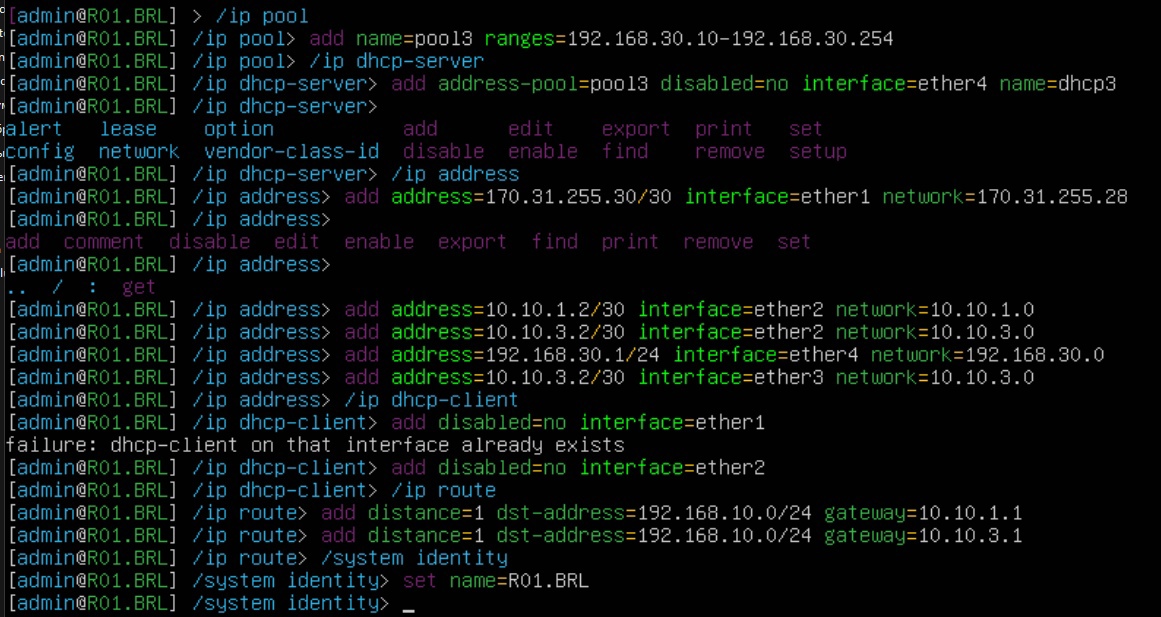 [admin@R01.BRL] > /ip pool
[admin@R01.BRL] /ip pool> add name=pool3 ranges=192.168.30.10-192.168.30.254
[admin@R01.BRL] /ip pool> /ip dhcp-server
[admin@R01.BRL] /ip dhcp-server> add address-pool=pool3 disabled=no interface=ether4 name=dhcp3
[admin@R01.BRL] /ip dhcp-server>
alert lease option add edit export print set
config network vendor-class-id disable enable find remove setup
[admin@R01.BRL] /ip dhcp-server> /ip address
[admin@R01.BRL] /ip address> add address=170.31.255.30/30 interface=ether1 network=170.31.255.28
[admin@R01.BRL] /ip address>
add comment disable edit enable export find print remove set
[admin@R01.BRL] /ip address>
.. / : get
[admin@R01.BRL] /ip address> add address=10.10.1.2/30 interface=ether2 network=10.10.1.0
[admin@R01.BRL] /ip address> add address=10.10.3.2/30 interface=ether2 network=10.10.3.0
[admin@R01.BRL] /ip address> add address=192.168.30.1/24 interface=ether4 network=192.168.30.0
[admin@R01.BRL] /ip address> add address=10.10.3.2/30 interface=ether3 network=10.10.3.0
[admin@R01.BRL] /ip address> /ip dhcp-client
[admin@R01.BRL] /ip dhcp-client> add disabled=no interface=ether1
failure: dhcp-client on that interface already exists
[admin@R01.BRL] /ip dhcp-client> add disabled=no interface=ether2
[admin@R01.BRL] /ip dhcp-client> /ip route
[admin@R01.BRL] /ip route> add distance=1 dst-address=192.168.10.0/24 gateway=10.10.1.1
[admin@R01.BRL] /ip route> add distance=1 dst-address=192.168.10.0/24 gateway=10.10.3.1
[admin@R01.BRL] /ip route> /system identity
[admin@R01.BRL] /system identity> set name=R01.BRL
[admin@R01.BRL] /system identity> _